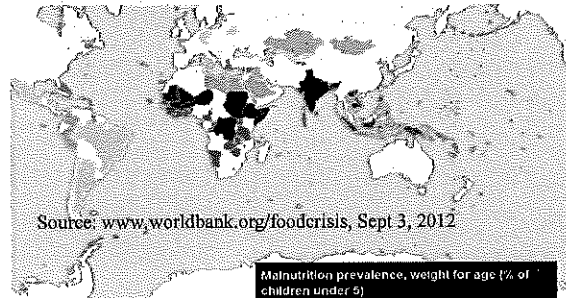 Source: www.worldbank.org/foodcrisis, Sept 3, 2012
Malnutrition prevalence, weight for age (% of
children under 5)